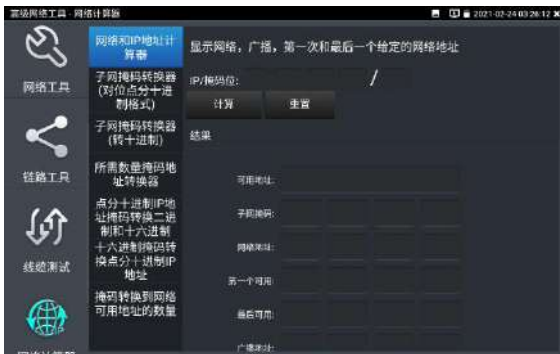 高级网络工具 - 网络计算器
2021-02-24 03:26:12
网络工具
链路工具
线缆测试
网络计算器
网络和IP地址计
算器
子网掩码转换器
(对位点分十进
制格式)
子网掩码转换器
(转十进制)
所需数量掩码地
址转换器
点分十进制IP地
址掩码转换二进
制和十六进制
十六进制掩码转
换点分十进制IP
地址
掩码转换到网络
可用地址的数量
显示网络，广播，第一次和最后一个给定的网络地址
IP/掩码位:
/
计算
重置
结果
可用地址:
子网掩码:
网络地址:
第一个可用:
最后可用:
广播地址: